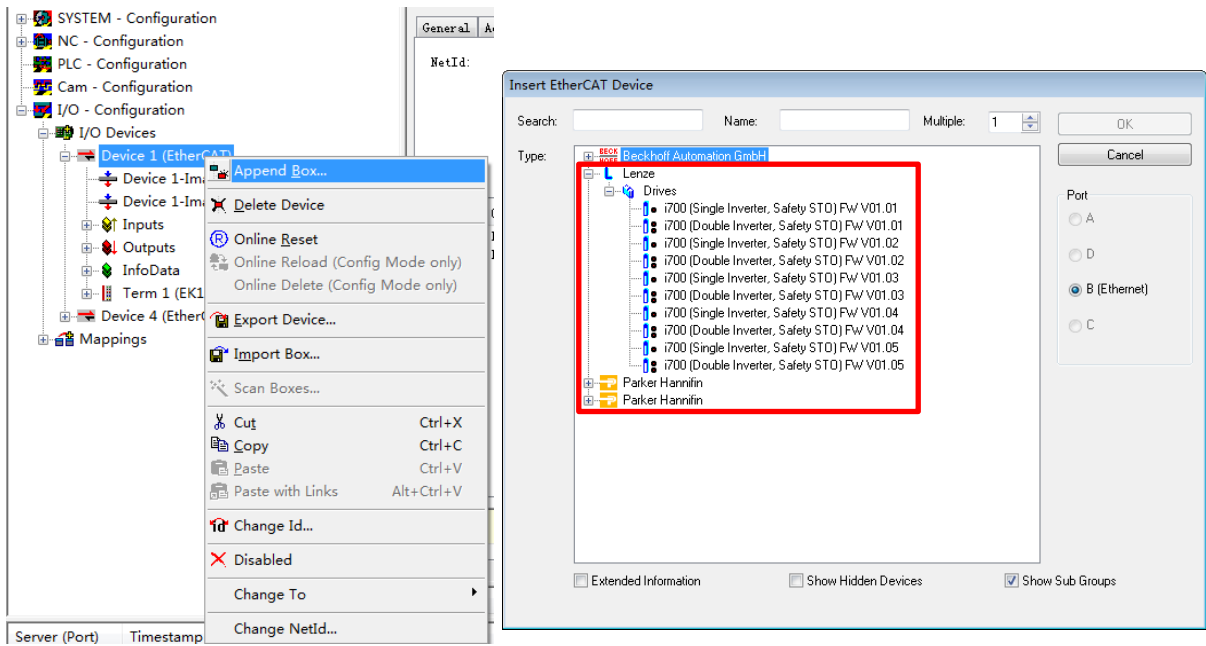 SYSTEM - Configuration
NC - Configuration
PLC - Configuration
Cam - Configuration
I/O - Configuration
I/O Devices
Device 1 (EtherCAT)
Device 1-Ima
Device 1-Ima
Inputs
Outputs
InfoData
Term 1 (EK1
Device 4 (Ether
Mappings
Server (Port) Timestamp
General
NetId:
Append Box...
Delete Device
Online Reset
Online Reload (Config Mode only)
Online Delete (Config Mode only)
Export Device...
Import Box...
Scan Boxes...
Cut Ctrl+X
Copy Ctrl+C
Paste Ctrl+V
Paste with Links Alt+Ctrl+V
Change Id...
Disabled
Change To
Change NetId...
Insert EtherCAT Device
Search: Name: Multiple: 1 OK
Type: Cancel
BECK Beckhoff Automation GmbH
L Lenze
Drives
i700 (Single Inverter, Safety STO) FW V01.01
i700 (Double Inverter, Safety STO) FW V01.01
i700 (Single Inverter, Safety STO) FW V01.02
i700 (Double Inverter, Safety STO) FW V01.02
i700 (Single Inverter, Safety STO) FW V01.03
i700 (Double Inverter, Safety STO) FW V01.03
i700 (Single Inverter, Safety STO) FW V01.04
i700 (Double Inverter, Safety STO) FW V01.04
i700 (Single Inverter, Safety STO) FW V01.05
i700 (Double Inverter, Safety STO) FW V01.05
Parker Hannifin
Parker Hannifin
Port
A
D
B (Ethernet)
C
Extended Information Show Hidden Devices Show Sub Groups